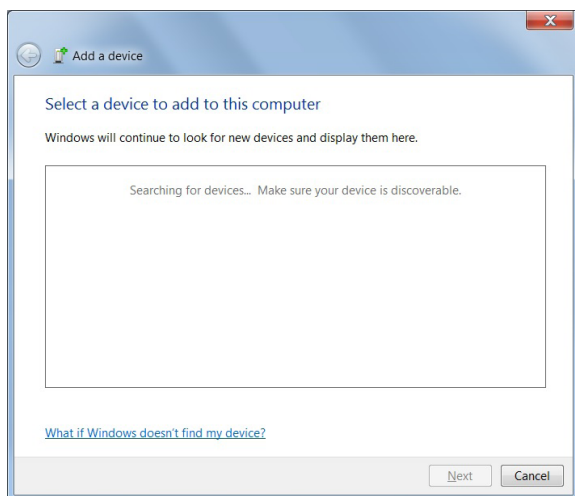 Add a device
Select a device to add to this computer
Windows will continue to look for new devices and display them here.
Searching for devices... Make sure your device is discoverable.
What if Windows doesn't find my device?
Next Cancel